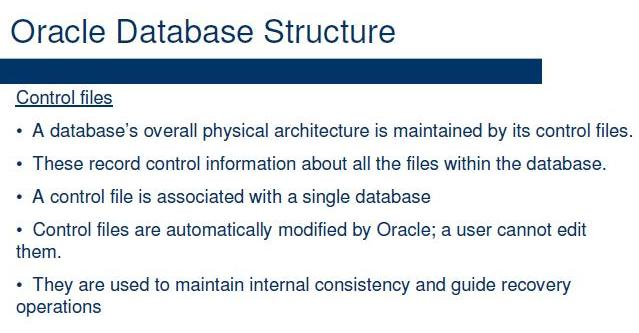 Oracle Database Structure
Control files
• A database's overall physical architecture is maintained by its control files.
• These record control information about all the files within the database.
• A control file is associated with a single database
• Control files are automatically modified by Oracle; a user cannot edit
them.
• They are used to maintain internal consistency and guide recovery
operations